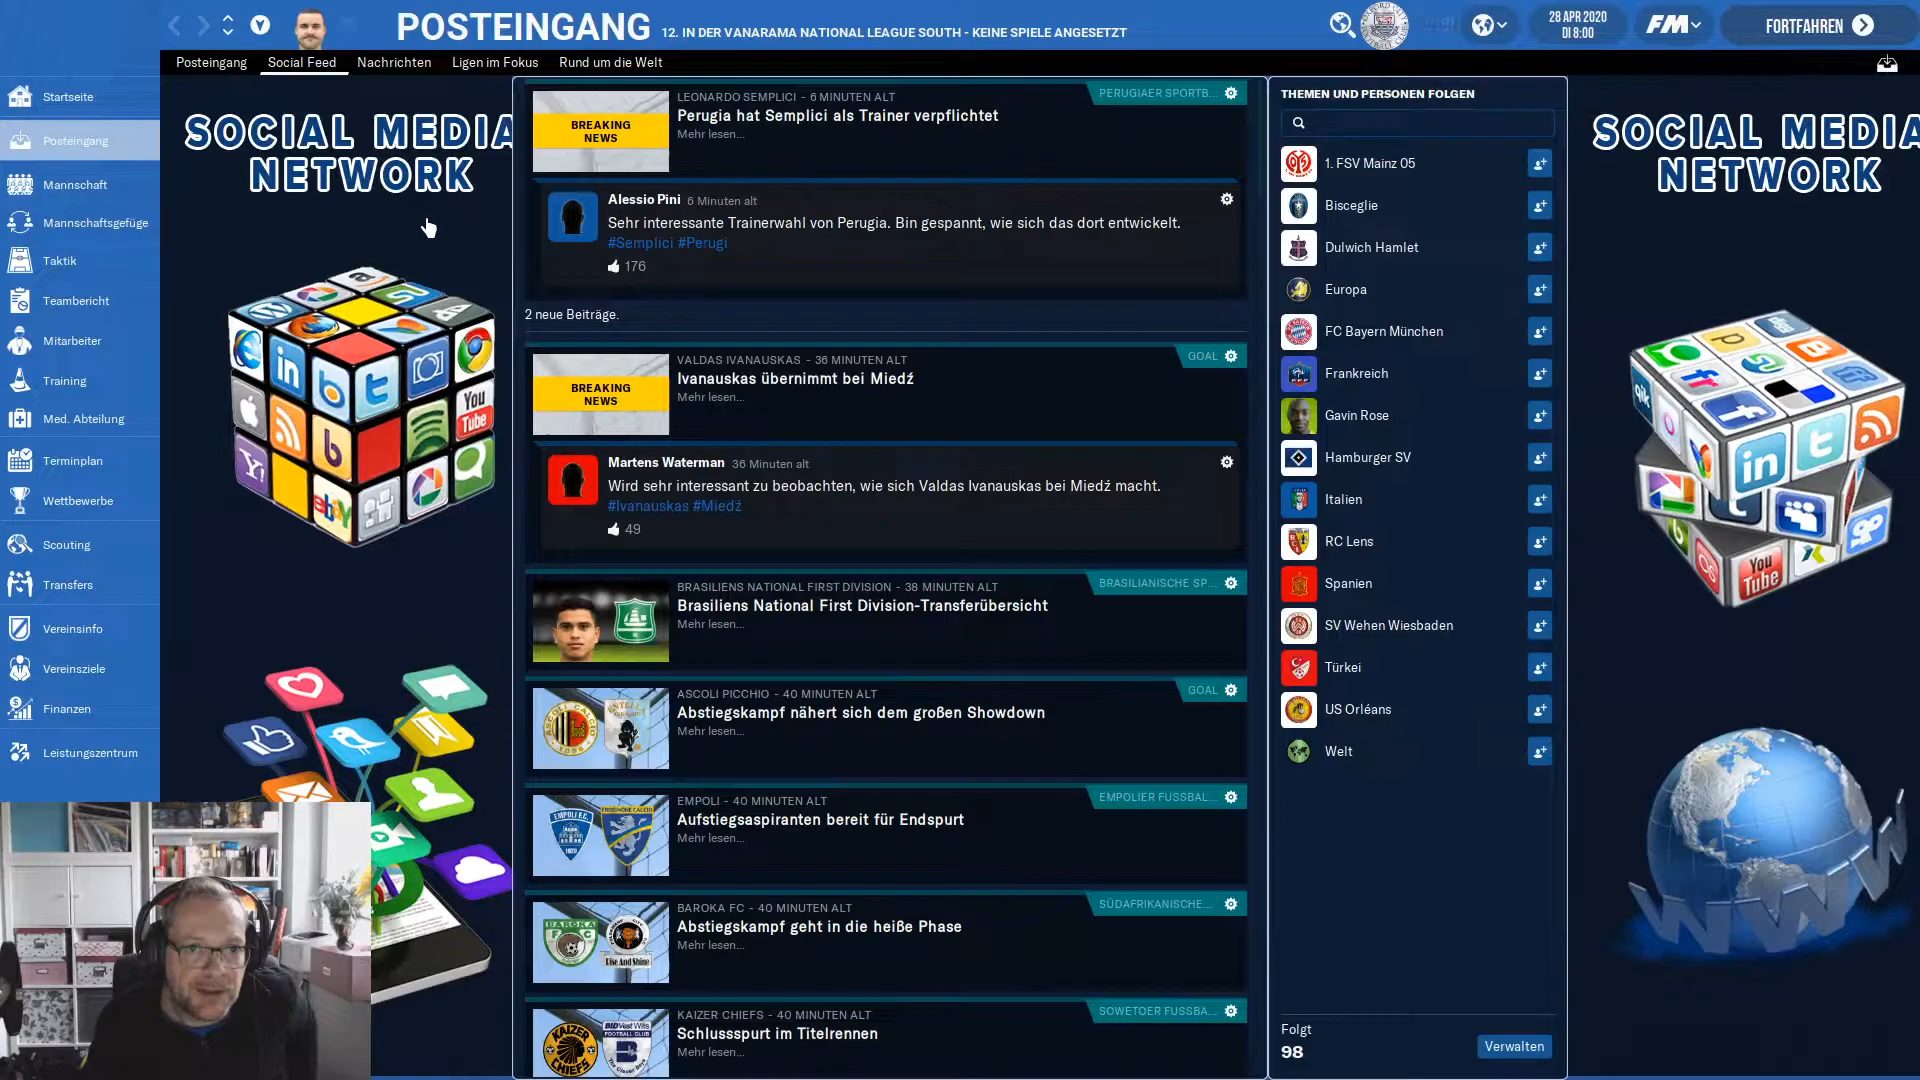 POSTEINGANG
12. IN DER VANARAMA NATIONAL LEAGUE SOUTH - KEINE SPIELE ANGESETZT
28 APR 2020
DI 8:00
FM
FORTFAHREN
Posteingang
Social Feed
Nachrichten
Ligen im Fokus
Rund um die Welt
Startseite
Posteingang
Mannschaft
Mannschaftsgefüge
Taktik
Teambericht
Mitarbeiter
Training
Med. Abteilung
Terminplan
Wettbewerbe
Scouting
Transfers
Vereinsinfo
Vereinsziele
Finanzen
Leistungszentrum
SOCIAL MEDIA
NETWORK
LEONARDO SEMPLICI - 6 MINUTEN ALT
PERUGIAER SPORTB...
BREAKING
NEWS
Perugia hat Semplici als Trainer verpflichtet
Mehr lesen...
Alessio Pini 6 Minuten alt
Sehr interessante Trainerwahl von Perugia. Bin gespannt, wie sich das dort entwickelt.
#Semplici #Perugi
176
2 neue Beiträge.
VALDAS IVANAUSKAS - 36 MINUTEN ALT
GOAL
BREAKING
NEWS
Ivanauskas übernimmt bei Miedź
Mehr lesen...
Martens Waterman 36 Minuten alt
Wird sehr interessant zu beobachten, wie sich Valdas Ivanauskas bei Miedź macht.
#Ivanauskas #Miedź
49
BRASILIENS NATIONAL FIRST DIVISION - 38 MINUTEN ALT
BRASILIANISCHE SP...
Brasiliens National First Division-Transferübersicht
Mehr lesen...
ASCOLI PICCHIO - 40 MINUTEN ALT
GOAL
Abstiegskampf nähert sich dem großen Showdown
Mehr lesen...
EMPOLI - 40 MINUTEN ALT
EMPOLIER FUSSBAL...
Aufstiegsaspiranten bereit für Endspurt
Mehr lesen...
BAROKA FC - 40 MINUTEN ALT
SÜDAFRIKANISCHE...
Abstiegskampf geht in die heiße Phase
Mehr lesen...
KAIZER CHIEFS - 40 MINUTEN ALT
SOWETOER FUSSBA...
Schlussspurt im Titelrennen
Mehr lesen...
THEMEN UND PERSONEN FOLGEN
1. FSV Mainz 05
Bisceglie
Dulwich Hamlet
Europa
FC Bayern München
Frankreich
Gavin Rose
Hamburger SV
Italien
RC Lens
Spanien
SV Wehen Wiesbaden
Türkei
US Orléans
Welt
Folgt
98
Verwalten
SOCIAL MEDIA
NETWORK
You
Tube
ebay
in
You
Tube
in
WWW